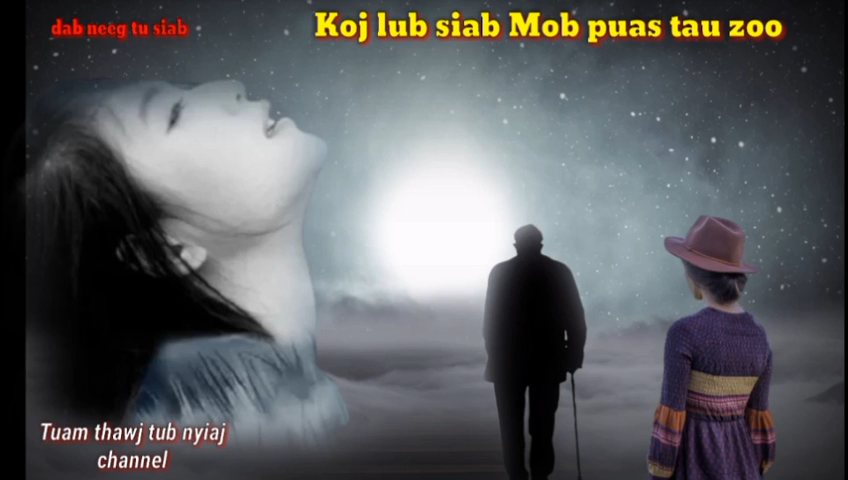 dab neeg tu siab
Koj lub siab Mob puas tau zoo
Tuam thawj tub nyiaj
channel